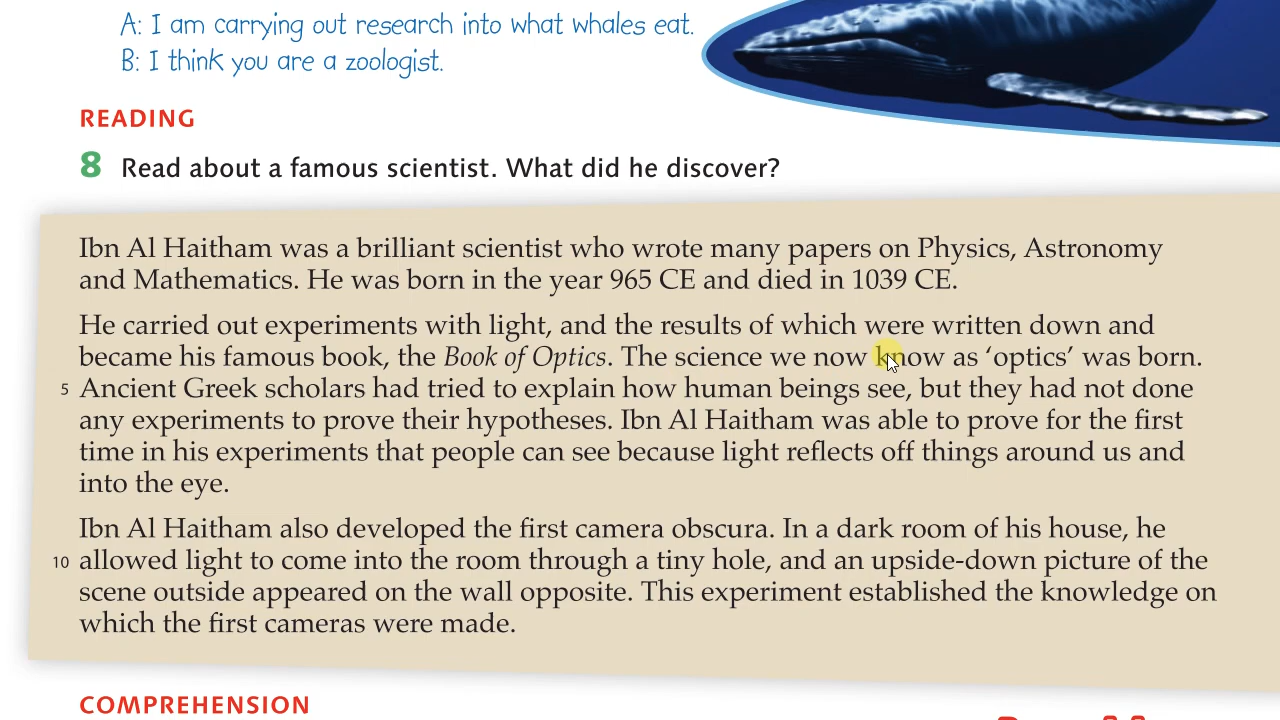 A: I am carrying out research into what whales eat.
B: I think you are a zoologist.
READING
8 Read about a famous scientist. What did he discover?
Ibn Al Haitham was a brilliant scientist who wrote many papers on Physics, Astronomy
and Mathematics. He was born in the year 965 CE and died in 1039 CE.
He carried out experiments with light, and the results of which were written down and
became his famous book, the Book of Optics. The science we now know as ‘optics’ was born.
5 Ancient Greek scholars had tried to explain how human beings see, but they had not done
any experiments to prove their hypotheses. Ibn Al Haitham was able to prove for the first
time in his experiments that people can see because light reflects off things around us and
into the eye.
Ibn Al Haitham also developed the first camera obscura. In a dark room of his house, he
10 allowed light to come into the room through a tiny hole, and an upside-down picture of the
scene outside appeared on the wall opposite. This experiment established the knowledge on
which the first cameras were made.
COMPREHENSION